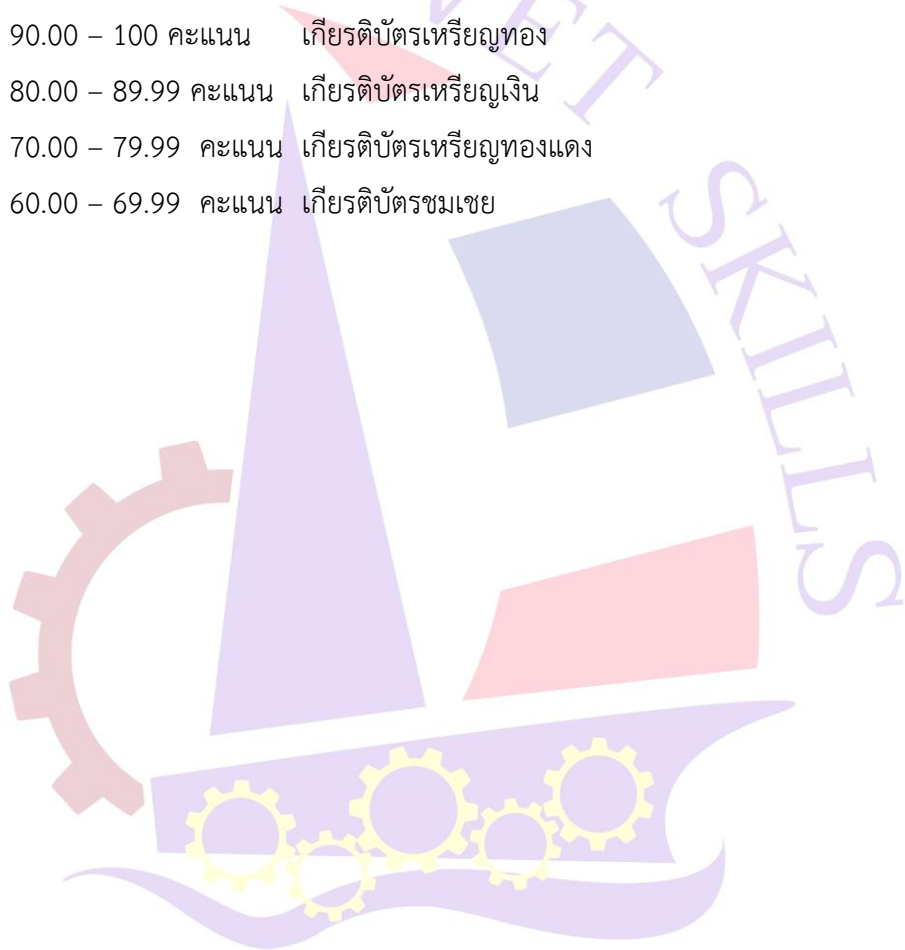 90.00 – 100 คะแนน เกียรติบัตรเหรียญทอง
80.00 – 89.99 คะแนน เกียรติบัตรเหรียญเงิน
70.00 – 79.99 คะแนน เกียรติบัตรเหรียญทองแดง
60.00 – 69.99 คะแนน เกียรติบัตรชมเชย
VET SKILLS